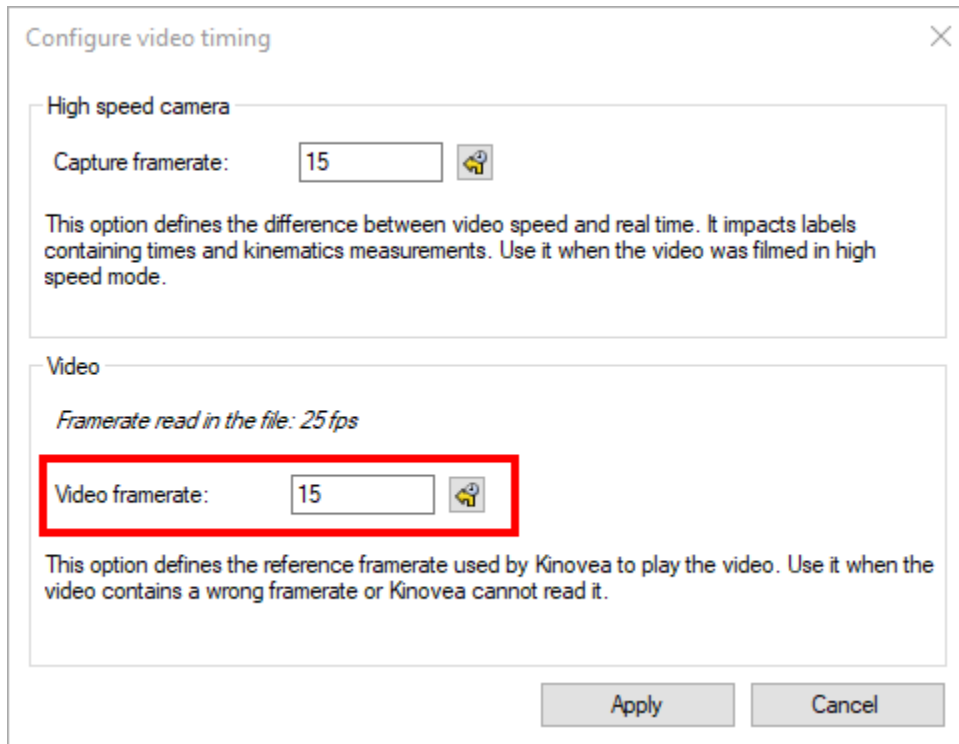 Configure video timing
High speed camera
Capture framerate: 15
This option defines the difference between video speed and real time. It impacts labels
containing times and kinematics measurements. Use it when the video was filmed in high
speed mode.
Video
Framerate read in the file: 25 fps
Video framerate: 15
This option defines the reference framerate used by Kinovea to play the video. Use it when the
video contains a wrong framerate or Kinovea cannot read it.
Apply Cancel